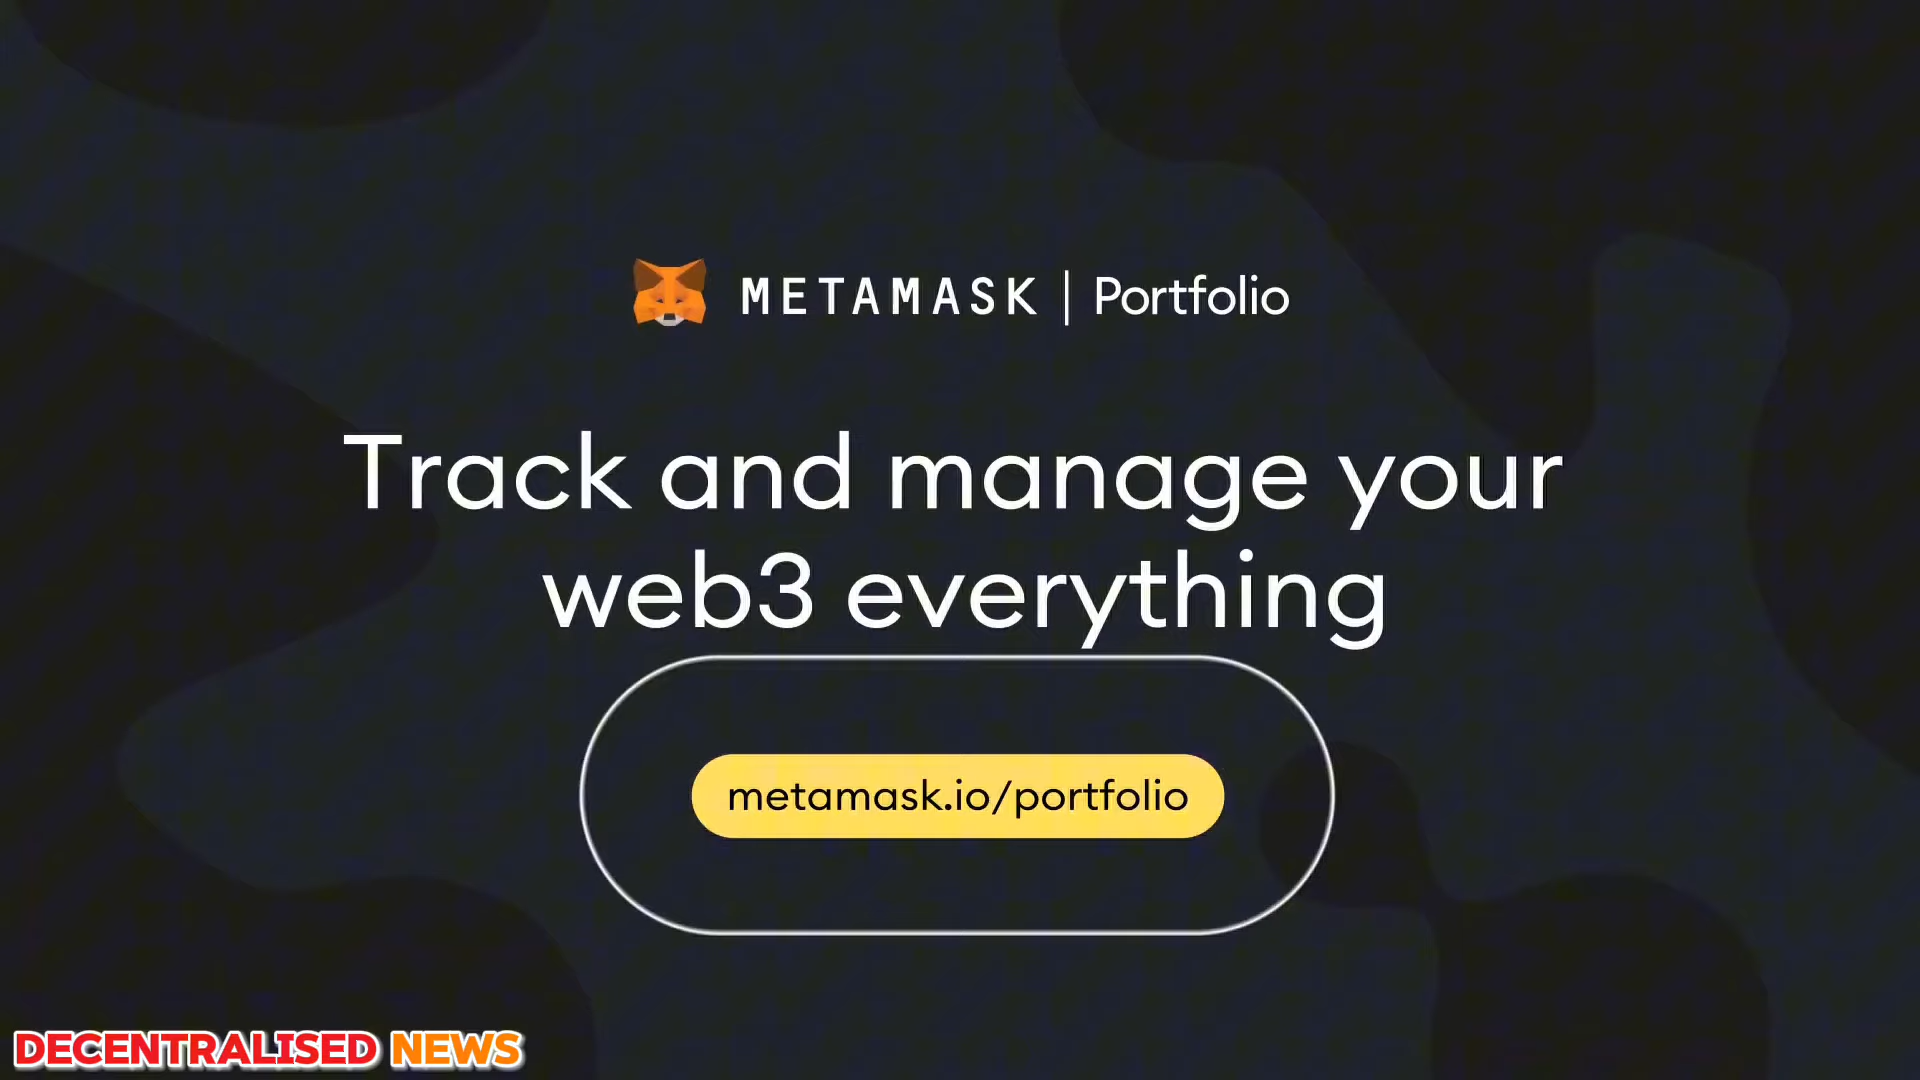 METAMASK | Portfolio
Track and manage your
web3 everything
metamask.io/portfolio
DECENTRALISED NEWS